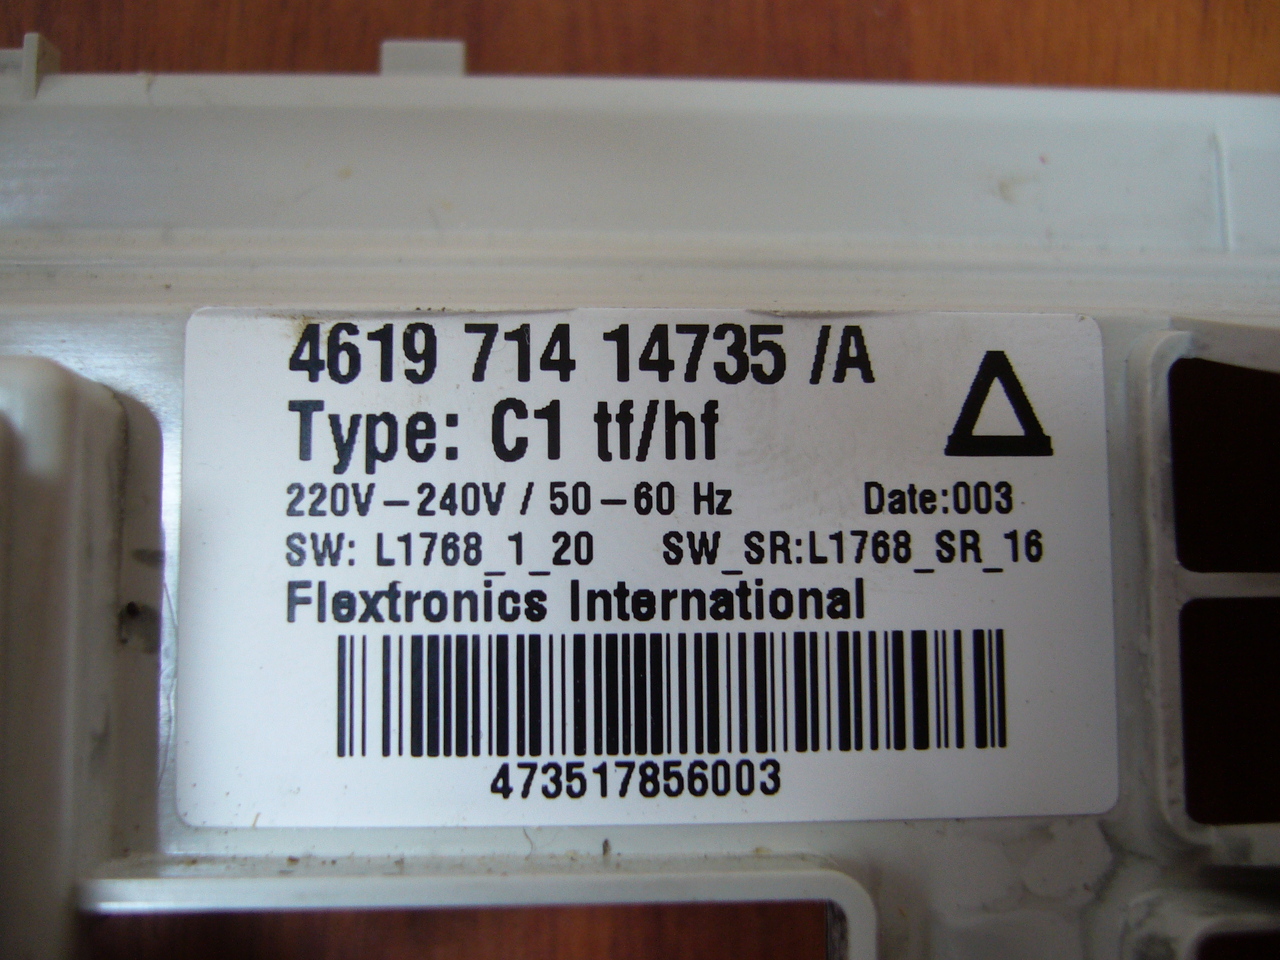 4619 714 14735 /A
Type: C1 tf/hf
220V-240V / 50-60 Hz Date:003
SW: L1768_1_20 SW_SR:L1768_SR_16
Flextronics International
473517856003